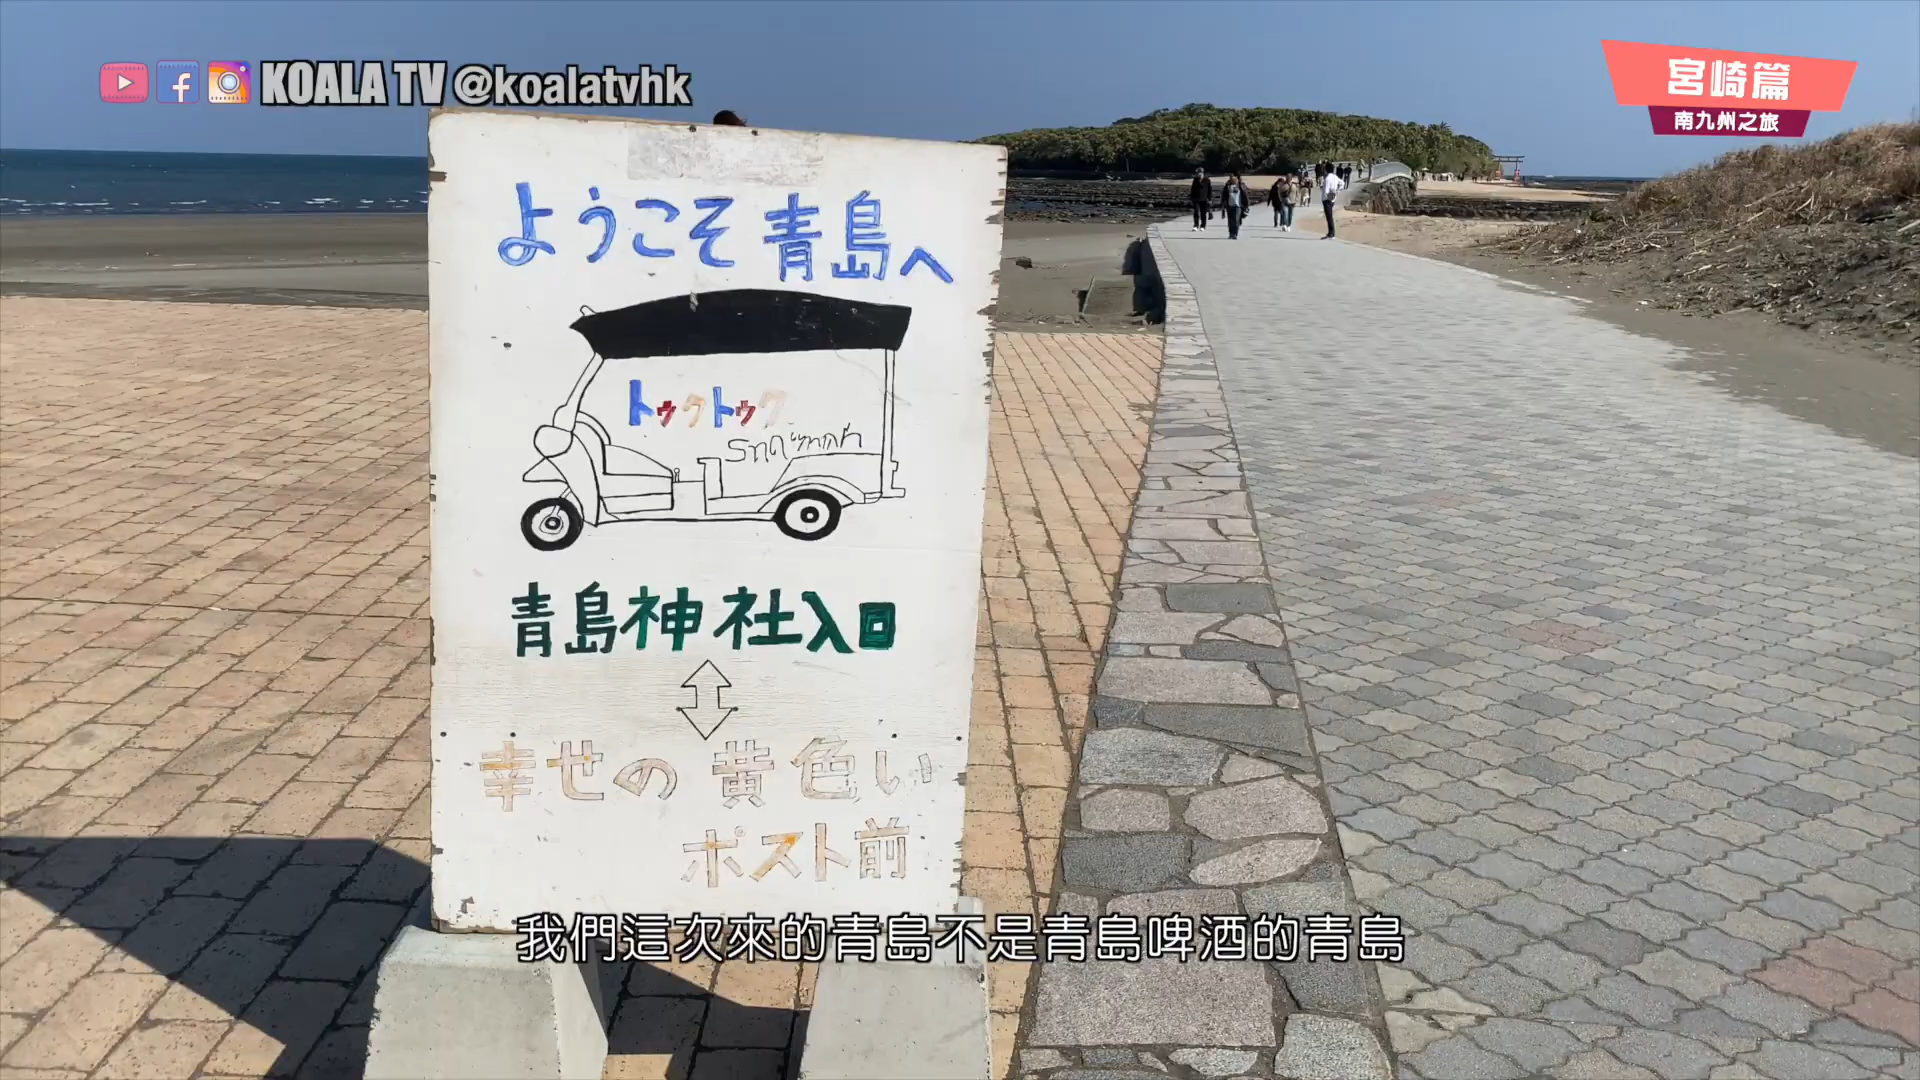 KOALA TV @koalatvhk
宮崎篇
南九州之旅
ようこそ青島へ
トゥクトゥク
青島神社入口
幸せの黄色い
ポスト前
我們這次來的青島不是青島啤酒的青島